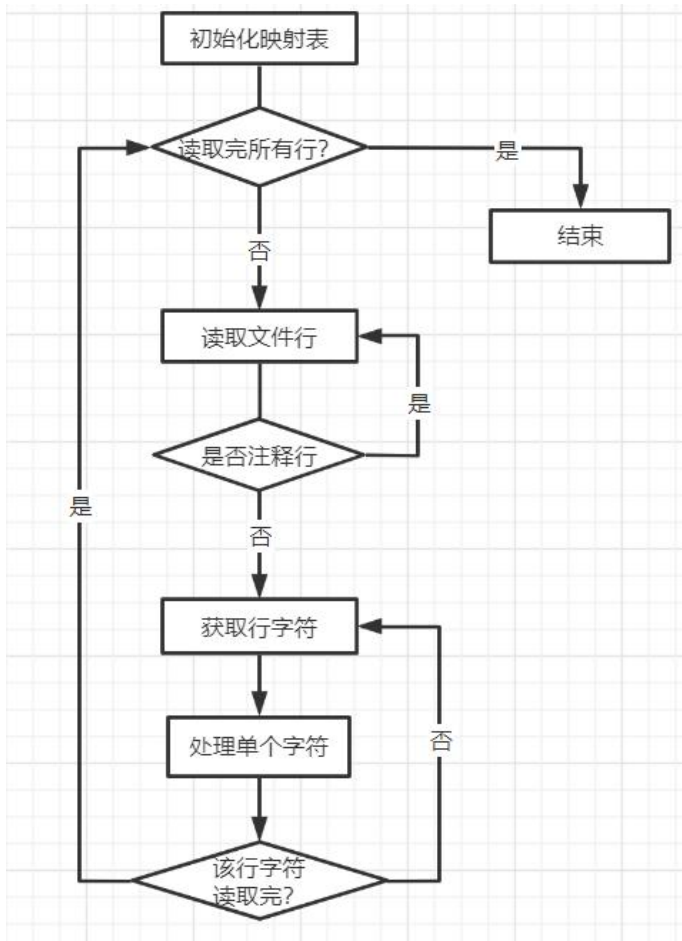 初始化映射表
读取完所有行?
是
结束
否
读取文件行
是
是否注释行
是
否
获取行字符
处理单个字符
否
该行字符
读取完?